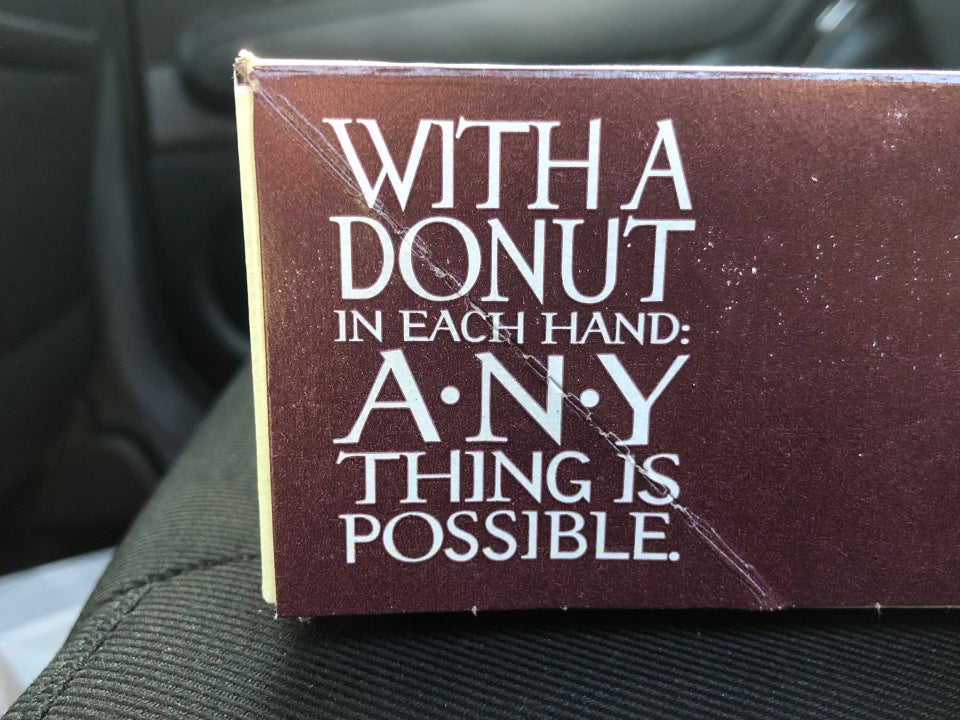 WITH A
DONUT
IN EACH HAND:
A·N·Y
THING IS
POSSIBLE.